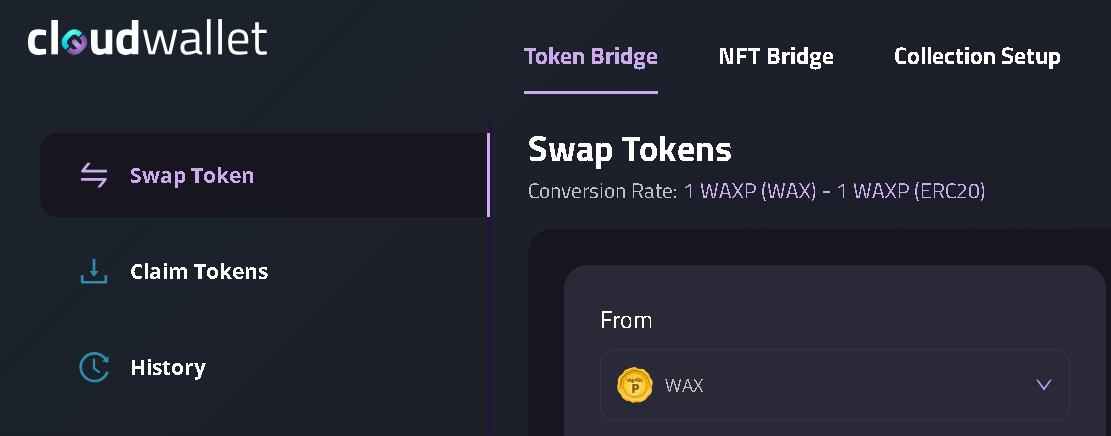 cloudwallet
Token Bridge NFT Bridge Collection Setup
Swap Token
Claim Tokens
History
Swap Tokens
Conversion Rate: 1 WAXP (WAX) - 1 WAXP (ERC20)
From
WAX P
WAX